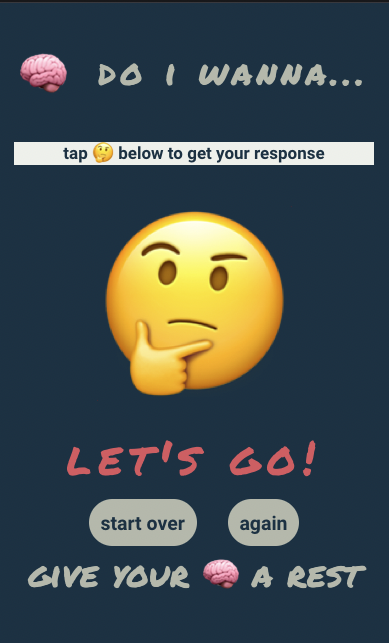 🧠 DO I WANNA...
tap 🤔 below to get your response
LET'S GO!
start over
again
GIVE YOUR 🧠 A REST